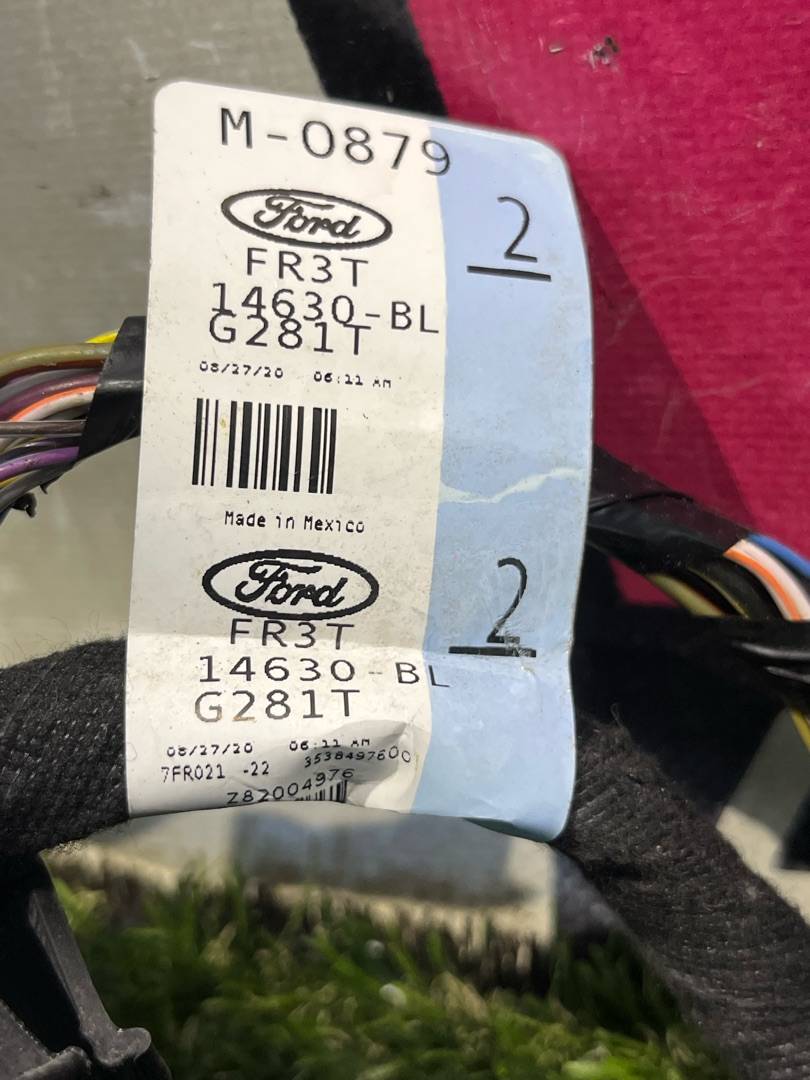 M-0879
2
Ford
FR3T
14630-BL
G281T
08/27/20 06:11 AM
Made in Mexico
Ford
2
FR3T
14630-BL
G281T
08/27/20 06:11 AM
7FR021 -22 3538497600
Z82004976